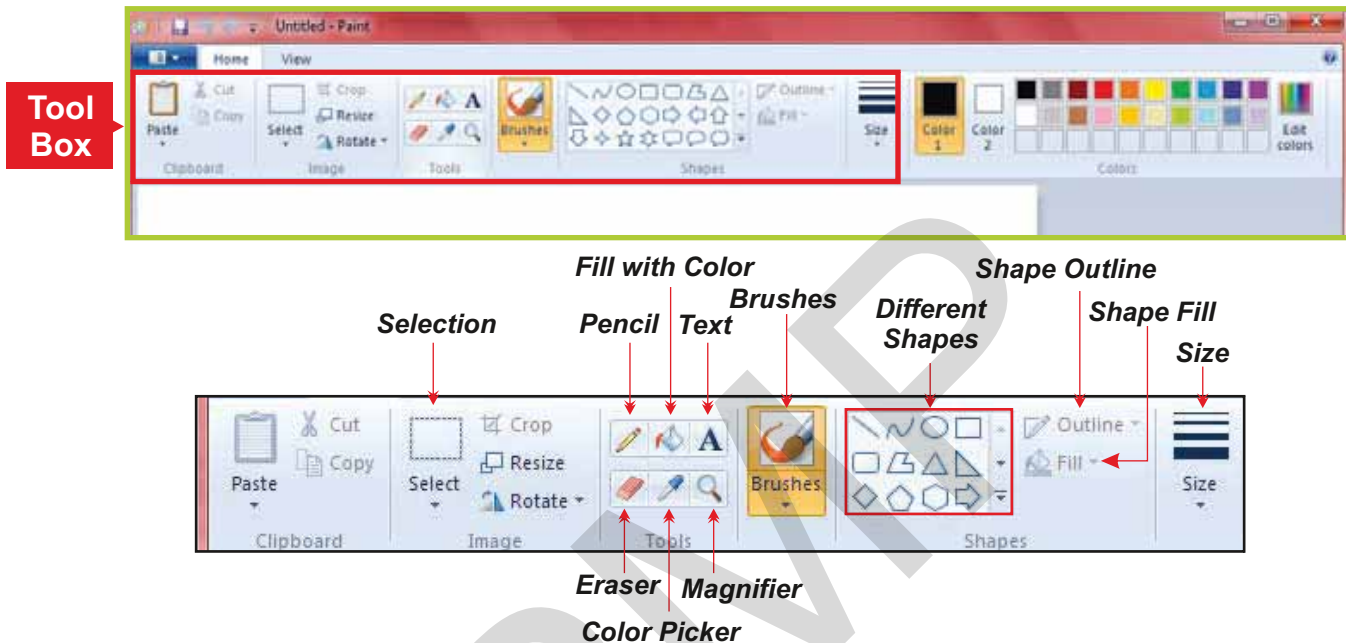 Untitled - Paint
Home View
Tool
Box
Paste
Cut
Copy
Clipboard
Select
Crop
Resize
Rotate
Image
Tools
Brushes
Outline
Fill
Shapes
Size
Color
1
Color
2
Edit
colors
Colors
Fill with Color
Shape Outline
Brushes
Different
Shapes
Shape Fill
Selection
Pencil Text
Size
Paste
Cut
Copy
Clipboard
Select
Crop
Resize
Rotate
Image
A
Tools
Brushes
Outline
Fill
Shapes
Size
Eraser Magnifier
Color Picker